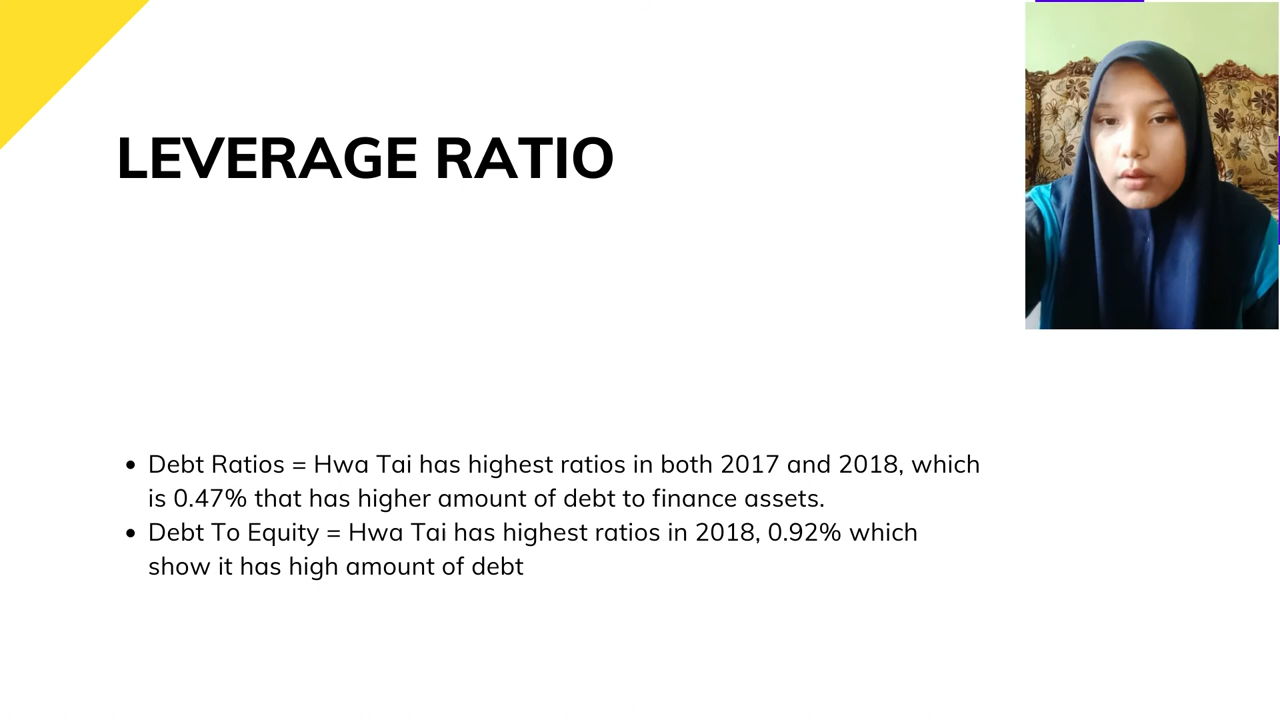 LEVERAGE RATIO
• Debt Ratios = Hwa Tai has highest ratios in both 2017 and 2018, which
is 0.47% that has higher amount of debt to finance assets.
• Debt To Equity = Hwa Tai has highest ratios in 2018, 0.92% which
show it has high amount of debt